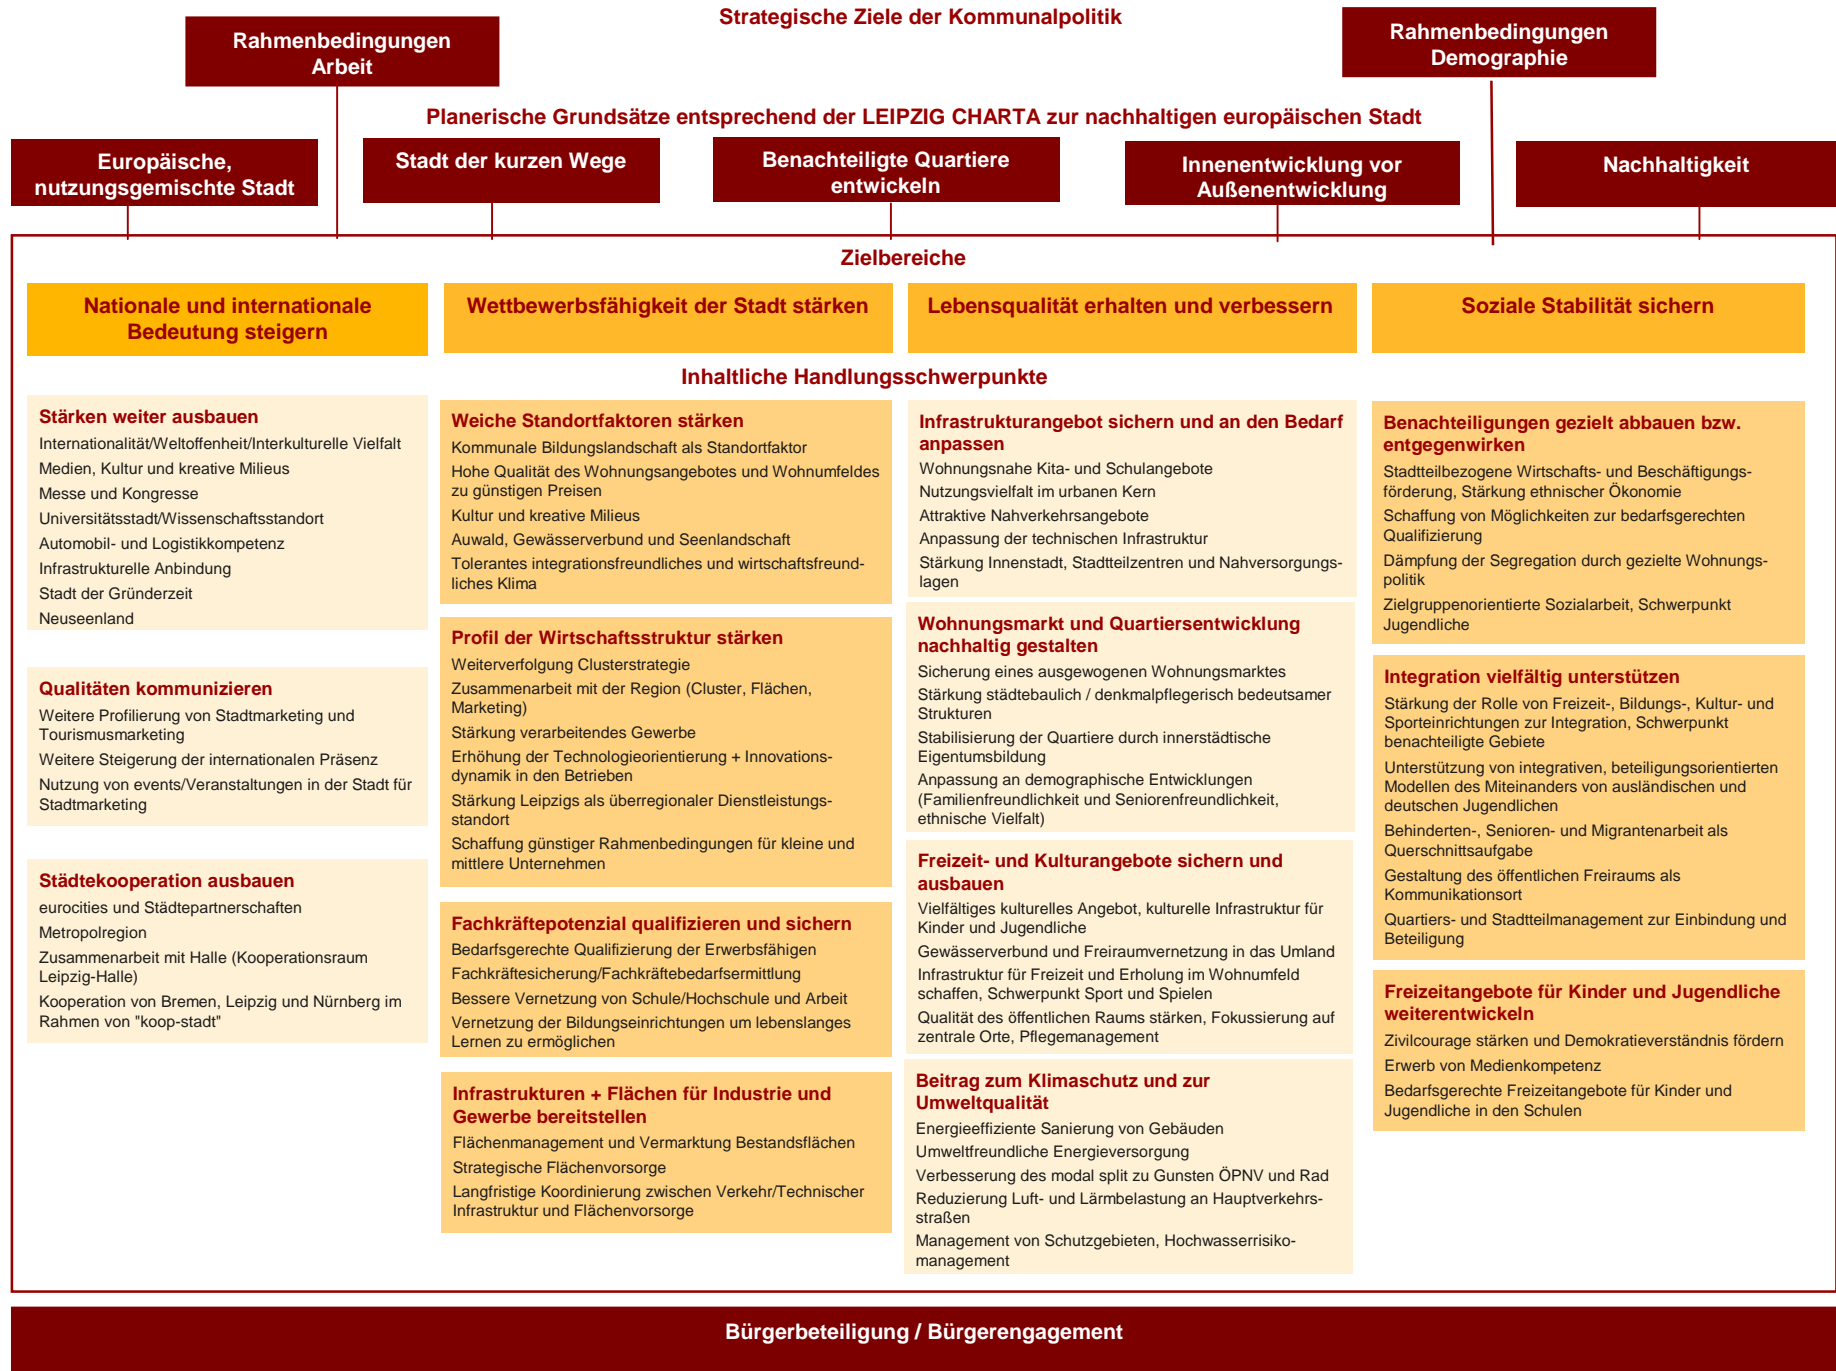 Strategische Ziele der Kommunalpolitik
Rahmenbedingungen
Arbeit
Rahmenbedingungen
Demographie
Planerische Grundsätze entsprechend der LEIPZIG CHARTA zur nachhaltigen europäischen Stadt
Europäische,
nutzungsgemischte Stadt
Stadt der kurzen Wege
Benachteiligte Quartiere
entwickeln
Innenentwicklung vor
Außenentwicklung
Nachhaltigkeit
Zielbereiche
Nationale und internationale
Bedeutung steigern
Wettbewerbsfähigkeit der Stadt stärken
Lebensqualität erhalten und verbessern
Soziale Stabilität sichern
Inhaltliche Handlungsschwerpunkte
Stärken weiter ausbauen
Internationalität/Weltoffenheit/Interkulturelle Vielfalt
Medien, Kultur und kreative Milieus
Messe und Kongresse
Universitätsstadt/Wissenschaftsstandort
Automobil- und Logistikkompetenz
Infrastrukturelle Anbindung
Stadt der Gründerzeit
Neuseenland
Qualitäten kommunizieren
Weitere Profilierung von Stadtmarketing und
Tourismusmarketing
Weitere Steigerung der internationalen Präsenz
Nutzung von events/Veranstaltungen in der Stadt für
Stadtmarketing
Städtekooperation ausbauen
eurocities und Städtepartnerschaften
Metropolregion
Zusammenarbeit mit Halle (Kooperationsraum
Leipzig-Halle)
Kooperation von Bremen, Leipzig und Nürnberg im
Rahmen von "koop-stadt"
Weiche Standortfaktoren stärken
Kommunale Bildungslandschaft als Standortfaktor
Hohe Qualität des Wohnungsangebotes und Wohnumfeldes
zu günstigen Preisen
Kultur und kreative Milieus
Auwald, Gewässerverbund und Seenlandschaft
Tolerantes integrationsfreundliches und wirtschaftsfreund-
liches Klima
Profil der Wirtschaftsstruktur stärken
Weiterverfolgung Clusterstrategie
Zusammenarbeit mit der Region (Cluster, Flächen,
Marketing)
Stärkung verarbeitendes Gewerbe
Erhöhung der Technologieorientierung + Innovations-
dynamik in den Betrieben
Stärkung Leipzigs als überregionaler Dienstleistungs-
standort
Schaffung günstiger Rahmenbedingungen für kleine und
mittlere Unternehmen
Fachkräftepotenzial qualifizieren und sichern
Bedarfsgerechte Qualifizierung der Erwerbsfähigen
Fachkräftesicherung/Fachkräftebedarfsermittlung
Bessere Vernetzung von Schule/Hochschule und Arbeit
Vernetzung der Bildungseinrichtungen um lebenslanges
Lernen zu ermöglichen
Infrastrukturen + Flächen für Industrie und
Gewerbe bereitstellen
Flächenmanagement und Vermarktung Bestandsflächen
Strategische Flächenvorsorge
Langfristige Koordinierung zwischen Verkehr/Technischer
Infrastruktur und Flächenvorsorge
Infrastrukturangebot sichern und an den Bedarf
anpassen
Wohnungsnahe Kita- und Schulangebote
Nutzungsvielfalt im urbanen Kern
Attraktive Nahverkehrsangebote
Anpassung der technischen Infrastruktur
Stärkung Innenstadt, Stadtteilzentren und Nahversorgungs-
lagen
Wohnungsmarkt und Quartiersentwicklung
nachhaltig gestalten
Sicherung eines ausgewogenen Wohnungsmarktes
Stärkung städtebaulich / denkmalpflegerisch bedeutsamer
Strukturen
Stabilisierung der Quartiere durch innerstädtische
Eigentumsbildung
Anpassung an demographische Entwicklungen
(Familienfreundlichkeit und Seniorenfreundlichkeit,
ethnische Vielfalt)
Freizeit- und Kulturangebote sichern und
ausbauen
Vielfältiges kulturelles Angebot, kulturelle Infrastruktur für
Kinder und Jugendliche
Gewässerverbund und Freiraumvernetzung in das Umland
Infrastruktur für Freizeit und Erholung im Wohnumfeld
schaffen, Schwerpunkt Sport und Spielen
Qualität des öffentlichen Raums stärken, Fokussierung auf
zentrale Orte, Pflegemanagement
Beitrag zum Klimaschutz und zur
Umweltqualität
Energieeffiziente Sanierung von Gebäuden
Umweltfreundliche Energieversorgung
Verbesserung des modal split zu Gunsten ÖPNV und Rad
Reduzierung Luft- und Lärmbelastung an Hauptverkehrs-
straßen
Management von Schutzgebieten, Hochwasserrisiko-
management
Benachteiligungen gezielt abbauen bzw.
entgegenwirken
Stadtteilbezogene Wirtschafts- und Beschäftigungs-
förderung, Stärkung ethnischer Ökonomie
Schaffung von Möglichkeiten zur bedarfsgerechten
Qualifizierung
Dämpfung der Segregation durch gezielte Wohnungs-
politik
Zielgruppenorientierte Sozialarbeit, Schwerpunkt
Jugendliche
Integration vielfältig unterstützen
Stärkung der Rolle von Freizeit-, Bildungs-, Kultur- und
Sporteinrichtungen zur Integration, Schwerpunkt
benachteiligte Gebiete
Unterstützung von integrativen, beteiligungsorientierten
Modellen des Miteinanders von ausländischen und
deutschen Jugendlichen
Behinderten-, Senioren- und Migrantenarbeit als
Querschnittsaufgabe
Gestaltung des öffentlichen Freiraums als
Kommunikationsort
Quartiers- und Stadtteilmanagement zur Einbindung und
Beteiligung
Freizeitangebote für Kinder und Jugendliche
weiterentwickeln
Zivilcourage stärken und Demokratieverständnis fördern
Erwerb von Medienkompetenz
Bedarfsgerechte Freizeitangebote für Kinder und
Jugendliche in den Schulen
Bürgerbeteiligung / Bürgerengagement